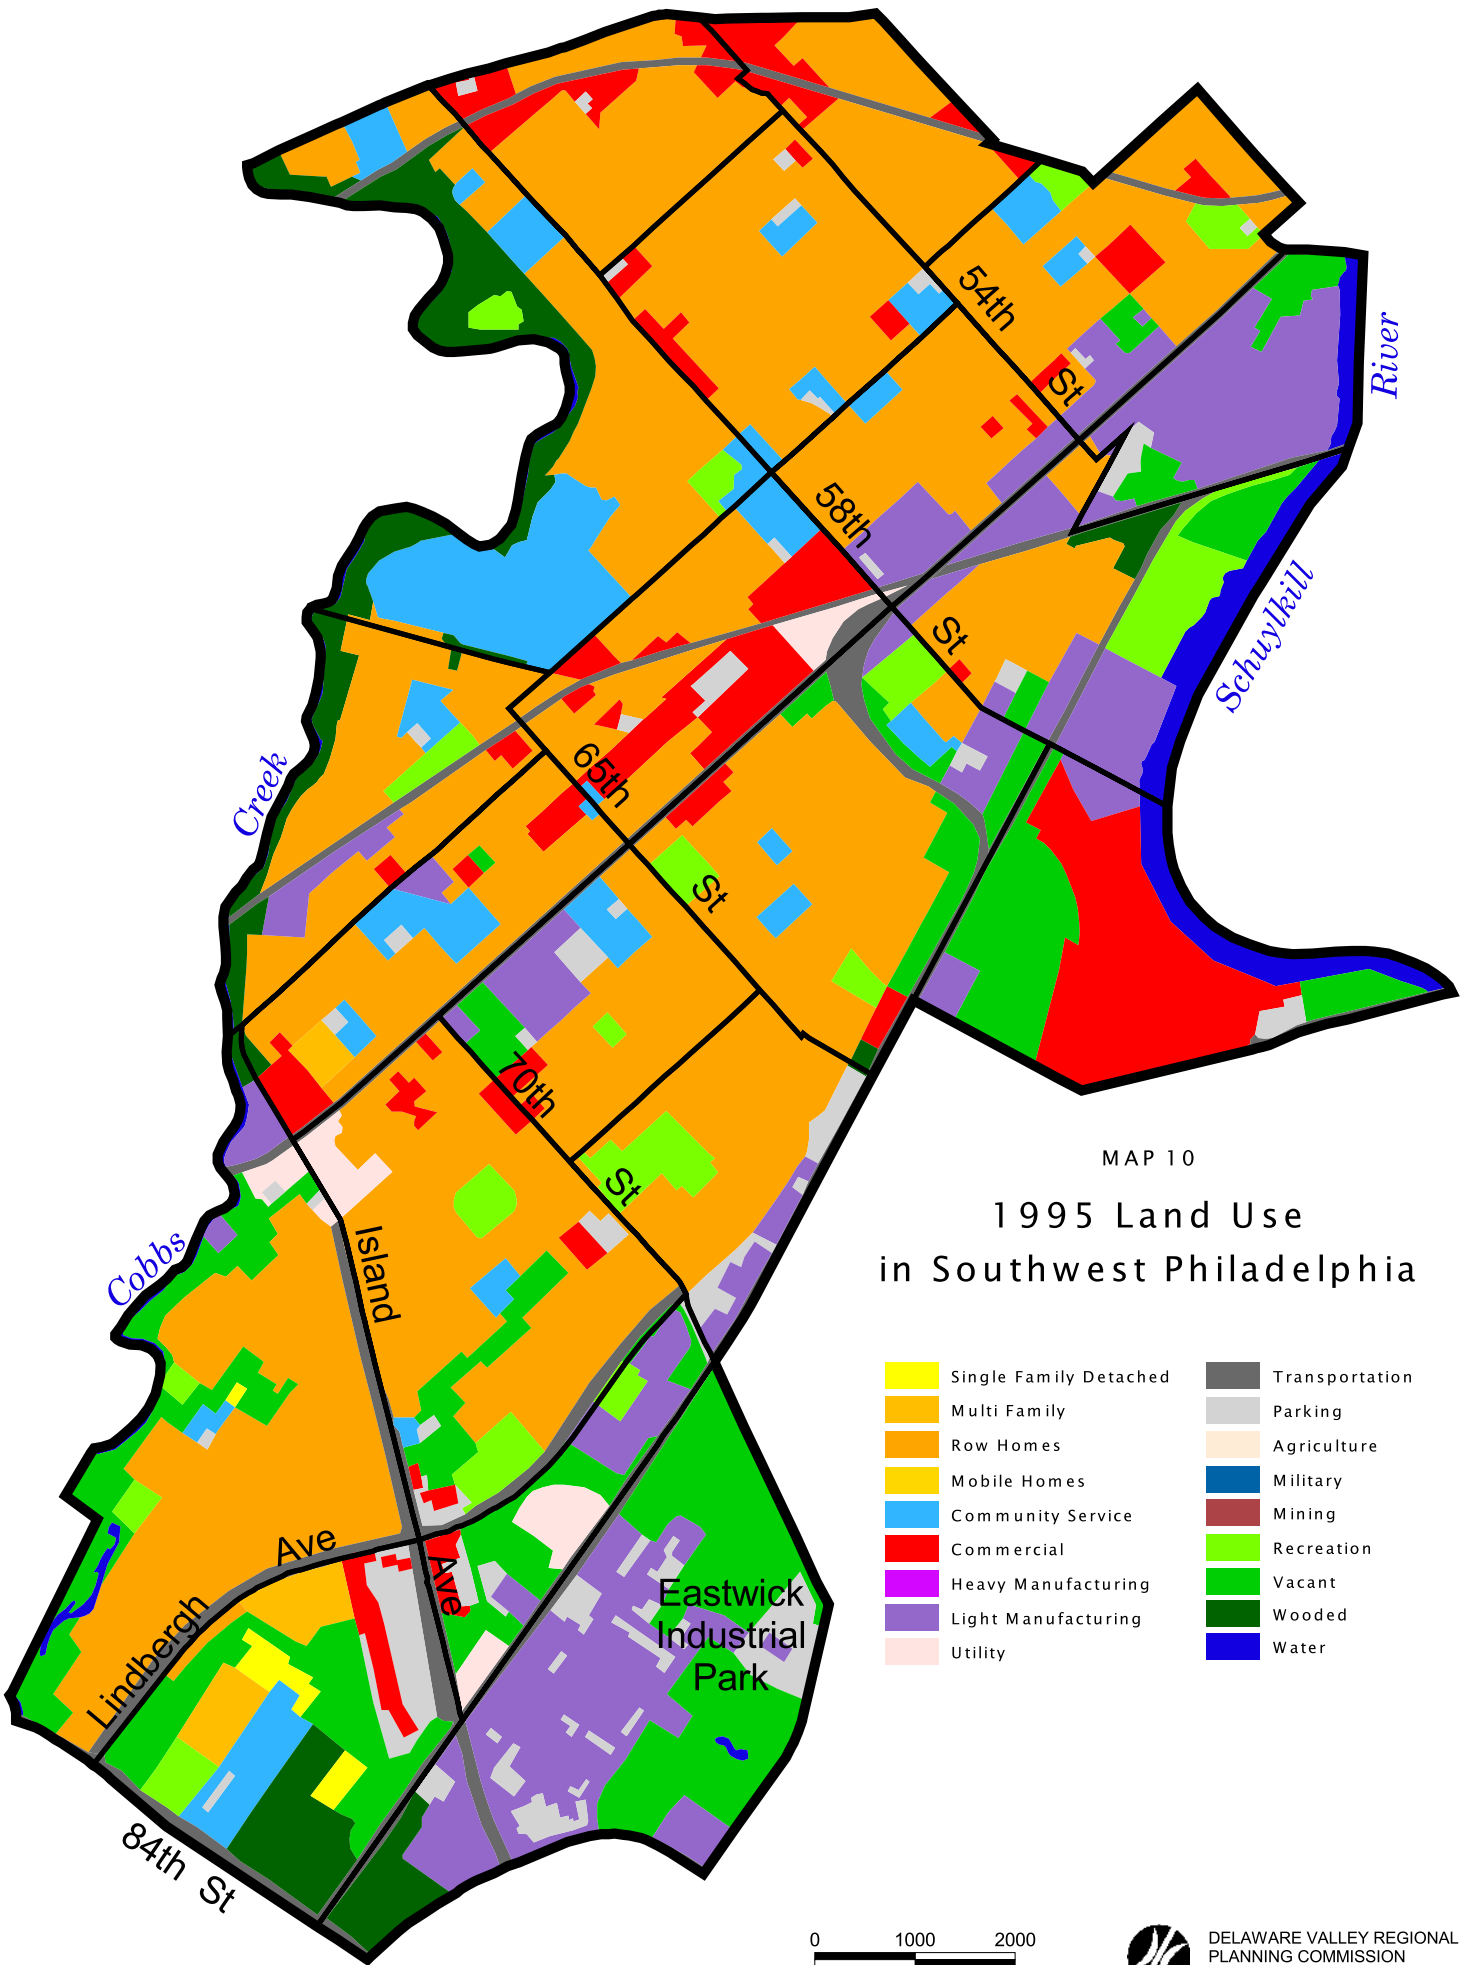 54th
St
River
58th
St
Schuylkill
Creek
65th
St
70th
St
Cobbs
Island
Ave
Ave
Lindbergh
84th St
Eastwick
Industrial
Park
MAP 10
1995 Land Use
in Southwest Philadelphia
Single Family Detached
Multi Family
Row Homes
Mobile Homes
Community Service
Commercial
Heavy Manufacturing
Light Manufacturing
Utility
Transportation
Parking
Agriculture
Military
Mining
Recreation
Vacant
Wooded
Water
0 1000 2000
DELAWARE VALLEY REGIONAL
PLANNING COMMISSION